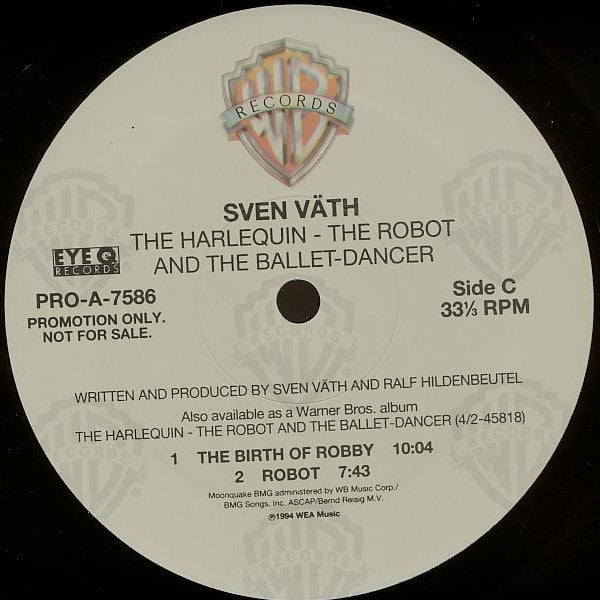 WB
RECORDS
SVEN VÄTH
THE HARLEQUIN - THE ROBOT
AND THE BALLET-DANCER
EYE Q
RECORDS
PRO-A-7586
PROMOTION ONLY.
NOT FOR SALE.
Side C
33⅓ RPM
WRITTEN AND PRODUCED BY SVEN VÄTH AND RALF HILDENBEUTEL
Also available as a Warner Bros. album
THE HARLEQUIN - THE ROBOT AND THE BALLET-DANCER (4/2-45818)
1 THE BIRTH OF ROBBY 10:04
2 ROBOT 7:43
Moonquake BMG administered by WB Music Corp./
BMG Songs, Inc. ASCAP/Bernd Reisig M.V.
℗1994 WEA Music